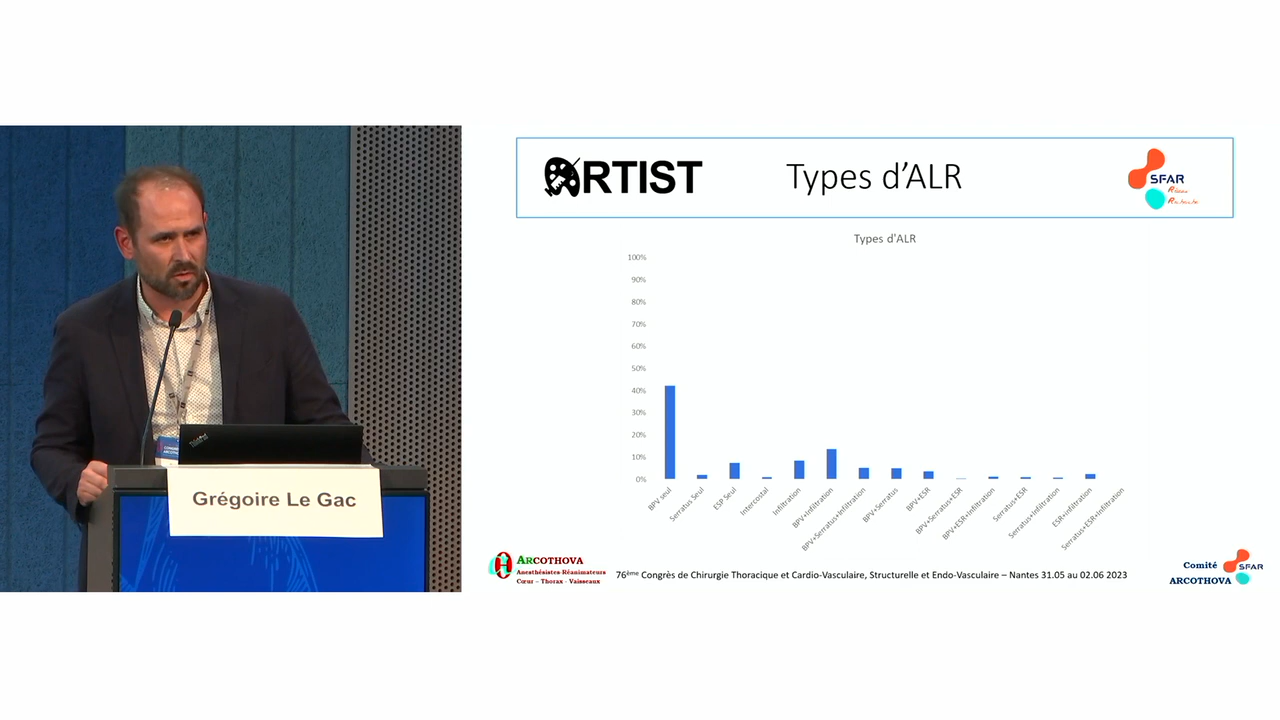 ThinkPad
Grégoire Le Gac
ARTIST
Types d'ALR
SFAR
Réseau
Recherche
Types d'ALR
100%
90%
80%
70%
60%
50%
40%
30%
20%
10%
0%
BPV seul
Serratus Seul
ESP Seul
Intercostal
Infiltration
BPV+Infiltration
BPV+Serratus+Infiltration
BPV+Serratus
BPV+ESR
BPV+Serratus+ESR
BPV+ESR+Infiltration
Serratus+ESR
Serratus+Infiltration
ESR+Infiltration
Serratus+ESR+Infiltration
ARCOTHOVA
Anesthésistes Réanimateurs
Cœur – Thorax - Vaisseaux
76ème Congrès de Chirurgie Thoracique et Cardio-Vasculaire, Structurelle et Endo-Vasculaire – Nantes 31.05 au 02.06 2023
Comité
ARCOTHOVA
SFAR